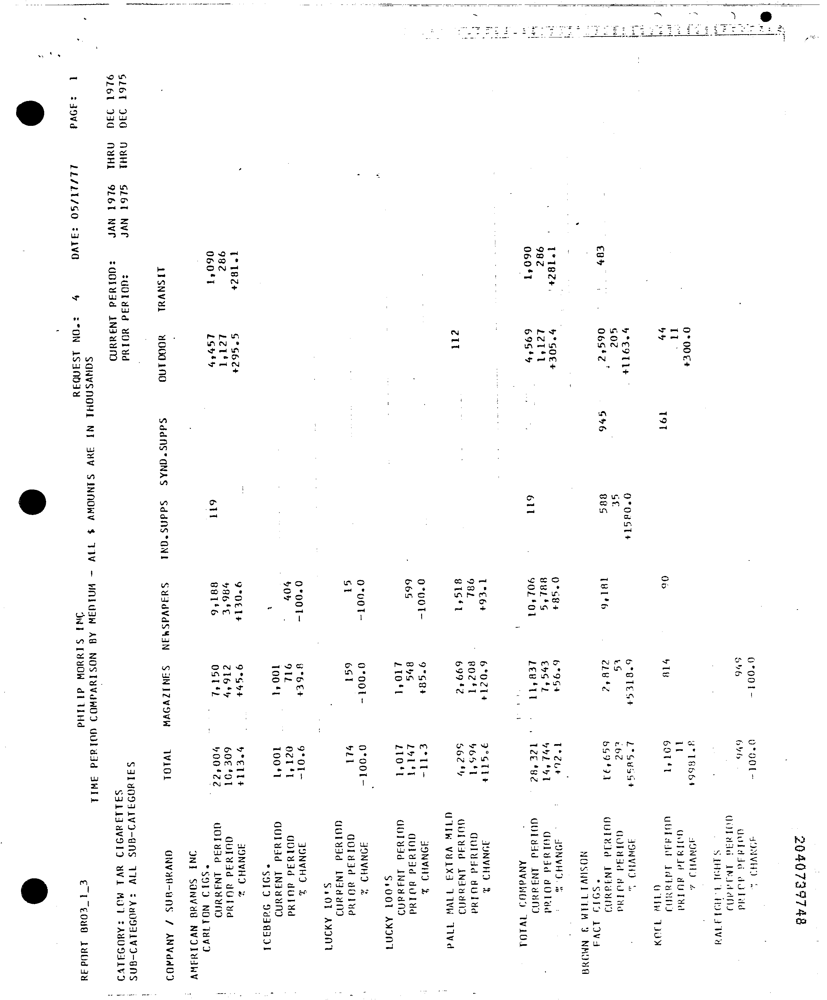 REPORT BR03_1_3 PHILIP MORRIS INC REQUEST NO.: 4 DATE: 05/17/77 PAGE: 1
TIME PERIOD COMPARISON BY MEDIUM - ALL $ AMOUNTS ARE IN THOUSANDS
CATEGORY: LOW TAR CIGARETTES CURRENT PERIOD: JAN 1976 THRU DEC 1976
SUB-CATEGORY: ALL SUB-CATEGORIES PRIOR PERIOD: JAN 1975 THRU DEC 1975
COMPANY / SUB-BRAND TOTAL MAGAZINES NEWSPAPERS IND.SUPPS SYND.SUPPS OUTDOOR TRANSIT
AMERICAN BRANDS INC
CARLTON CIGS.
CURRENT PERIOD 22,004 7,150 9,188 119 4,457 1,090
PRIOR PERIOD 10,309 4,912 3,984 1,127 286
% CHANGE +113.4 +45.6 +130.6 +295.5 +281.1
ICEBERG CIGS.
CURRENT PERIOD 1,001 1,001
PRIOR PERIOD 1,120 716 404
% CHANGE -10.6 +39.8 -100.0
LUCKY 10'S
CURRENT PERIOD
PRIOR PERIOD 174 159 15
% CHANGE -100.0 -100.0 -100.0
LUCKY 100'S
CURRENT PERIOD 1,017 1,017
PRIOR PERIOD 1,147 548 599
% CHANGE -11.3 +85.6 -100.0
PALL MALL EXTRA MILD
CURRENT PERIOD 4,299 2,669 1,518 112
PRIOR PERIOD 1,994 1,208 786
% CHANGE +115.6 +120.9 +93.1
TOTAL COMPANY
CURRENT PERIOD 28,321 11,837 10,706 119 4,569 1,090
PRIOR PERIOD 14,744 7,543 5,788 1,127 286
% CHANGE +92.1 +56.9 +85.0 +305.4 +281.1
BROWN & WILLIAMSON
FACT CIGS.
CURRENT PERIOD 16,659 2,872 9,181 588 945 2,590 483
PRIOR PERIOD 293 53 35 205
% CHANGE +5585.7 +5318.9 +1580.0 +1163.4
KOOL MILD
CURRENT PERIOD 1,109 814 90 161 44
PRIOR PERIOD 11 11
% CHANGE +9981.8 +300.0
RALEIGH LIGHTS
CURRENT PERIOD
PRIOR PERIOD 949 949
% CHANGE -100.0 -100.0
2040739748